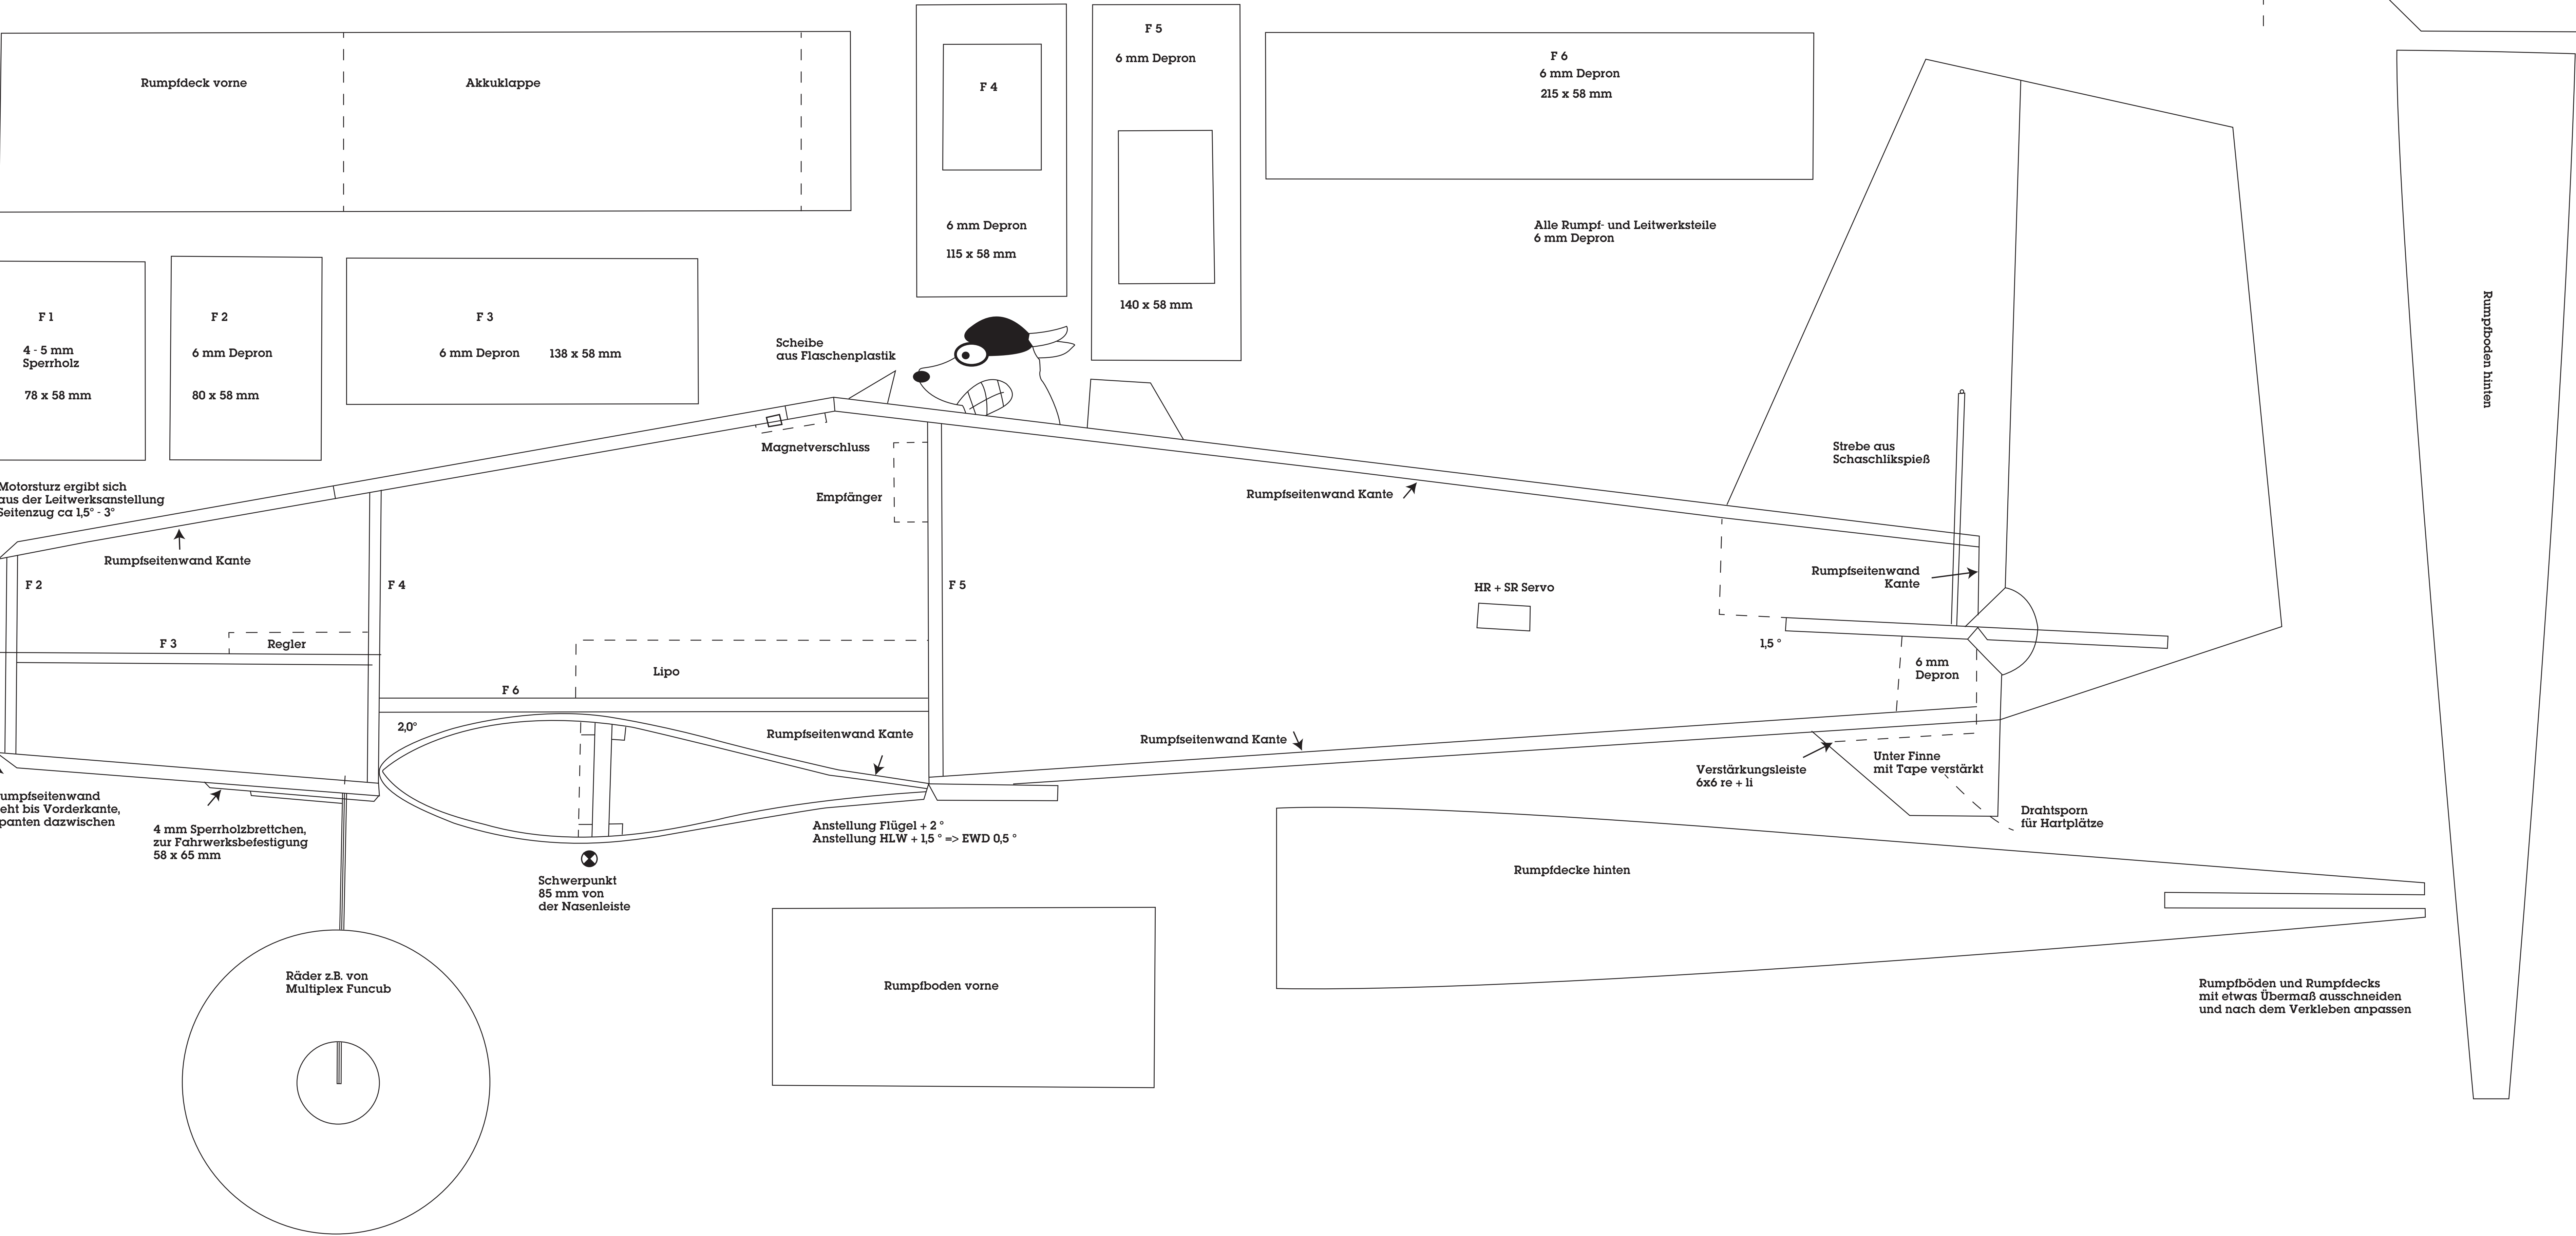 Rumpfdeck vorne
Akkuklappe
F 4
6 mm Depron
115 x 58 mm
F 5
6 mm Depron
140 x 58 mm
F 6
6 mm Depron
215 x 58 mm
Alle Rumpf- und Leitwerksteile
6 mm Depron
F 1
4 - 5 mm
Sperrholz
78 x 58 mm
F 2
6 mm Depron
80 x 58 mm
F 3
6 mm Depron 138 x 58 mm
Scheibe
aus Flaschenplastik
Magnetverschluss
Empfänger
Motorsturz ergibt sich
aus der Leitwerksanstellung
Seitenzug ca 1,5° - 3°
Rumpfseitenwand Kante
F 2
F 4
F 5
F 3
Regler
Lipo
F 6
2,0°
Rumpfseitenwand Kante
Rumpfseitenwand Kante
HR + SR Servo
Strebe aus
Schaschlikspieß
Rumpfseitenwand
Kante
1,5 °
6 mm
Depron
Rumpfseitenwand Kante
Verstärkungsleiste
6x6 re + li
Unter Finne
mit Tape verstärkt
Drahtsporn
für Hartplätze
umpfseitenwand
eht bis Vorderkante,
panten dazwischen
4 mm Sperrholzbrettchen,
zur Fahrwerksbefestigung
58 x 65 mm
Anstellung Flügel + 2 °
Anstellung HLW + 1,5 ° => EWD 0,5 °
Schwerpunkt
85 mm von
der Nasenleiste
Räder z.B. von
Multiplex Funcub
Rumpfboden vorne
Rumpfdecke hinten
Rumpfboden hinten
Rumpfböden und Rumpfdecks
mit etwas Übermaß ausschneiden
und nach dem Verkleben anpassen